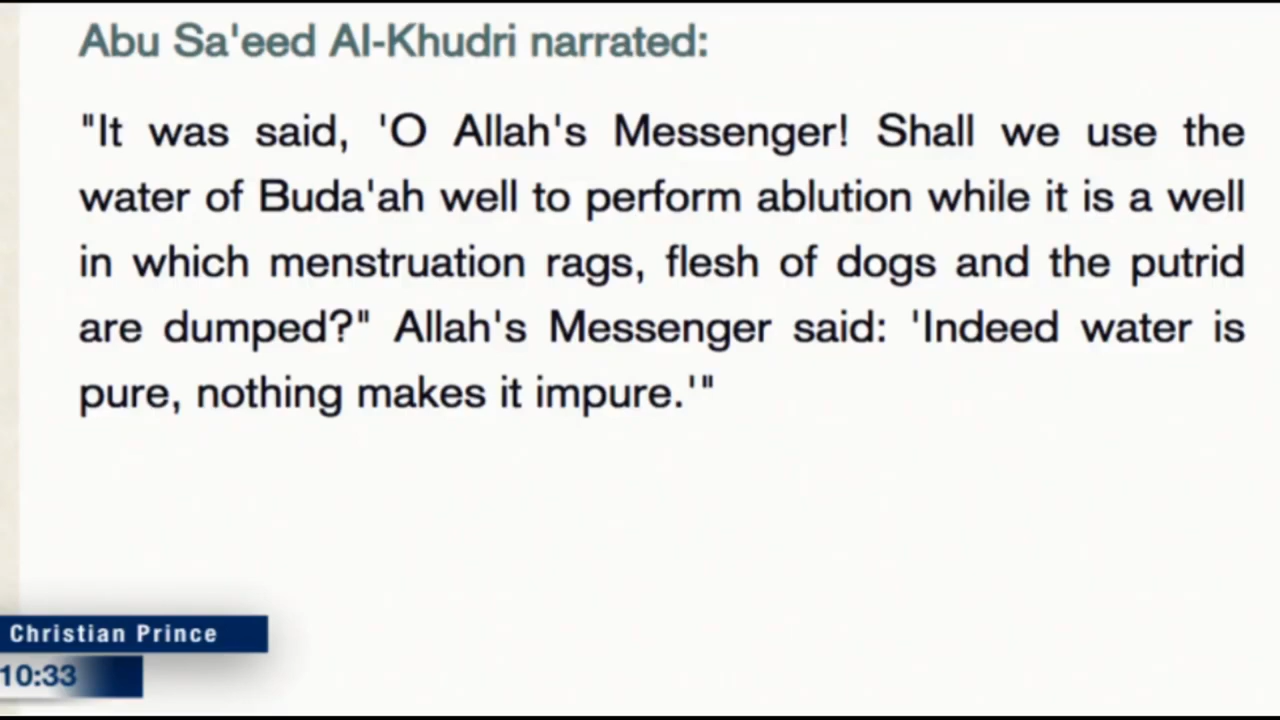 Abu Sa'eed Al-Khudri narrated:
"It was said, 'O Allah's Messenger! Shall we use the
water of Buda'ah well to perform ablution while it is a well
in which menstruation rags, flesh of dogs and the putrid
are dumped?" Allah's Messenger said: 'Indeed water is
pure, nothing makes it impure.'"
Christian Prince
10:33